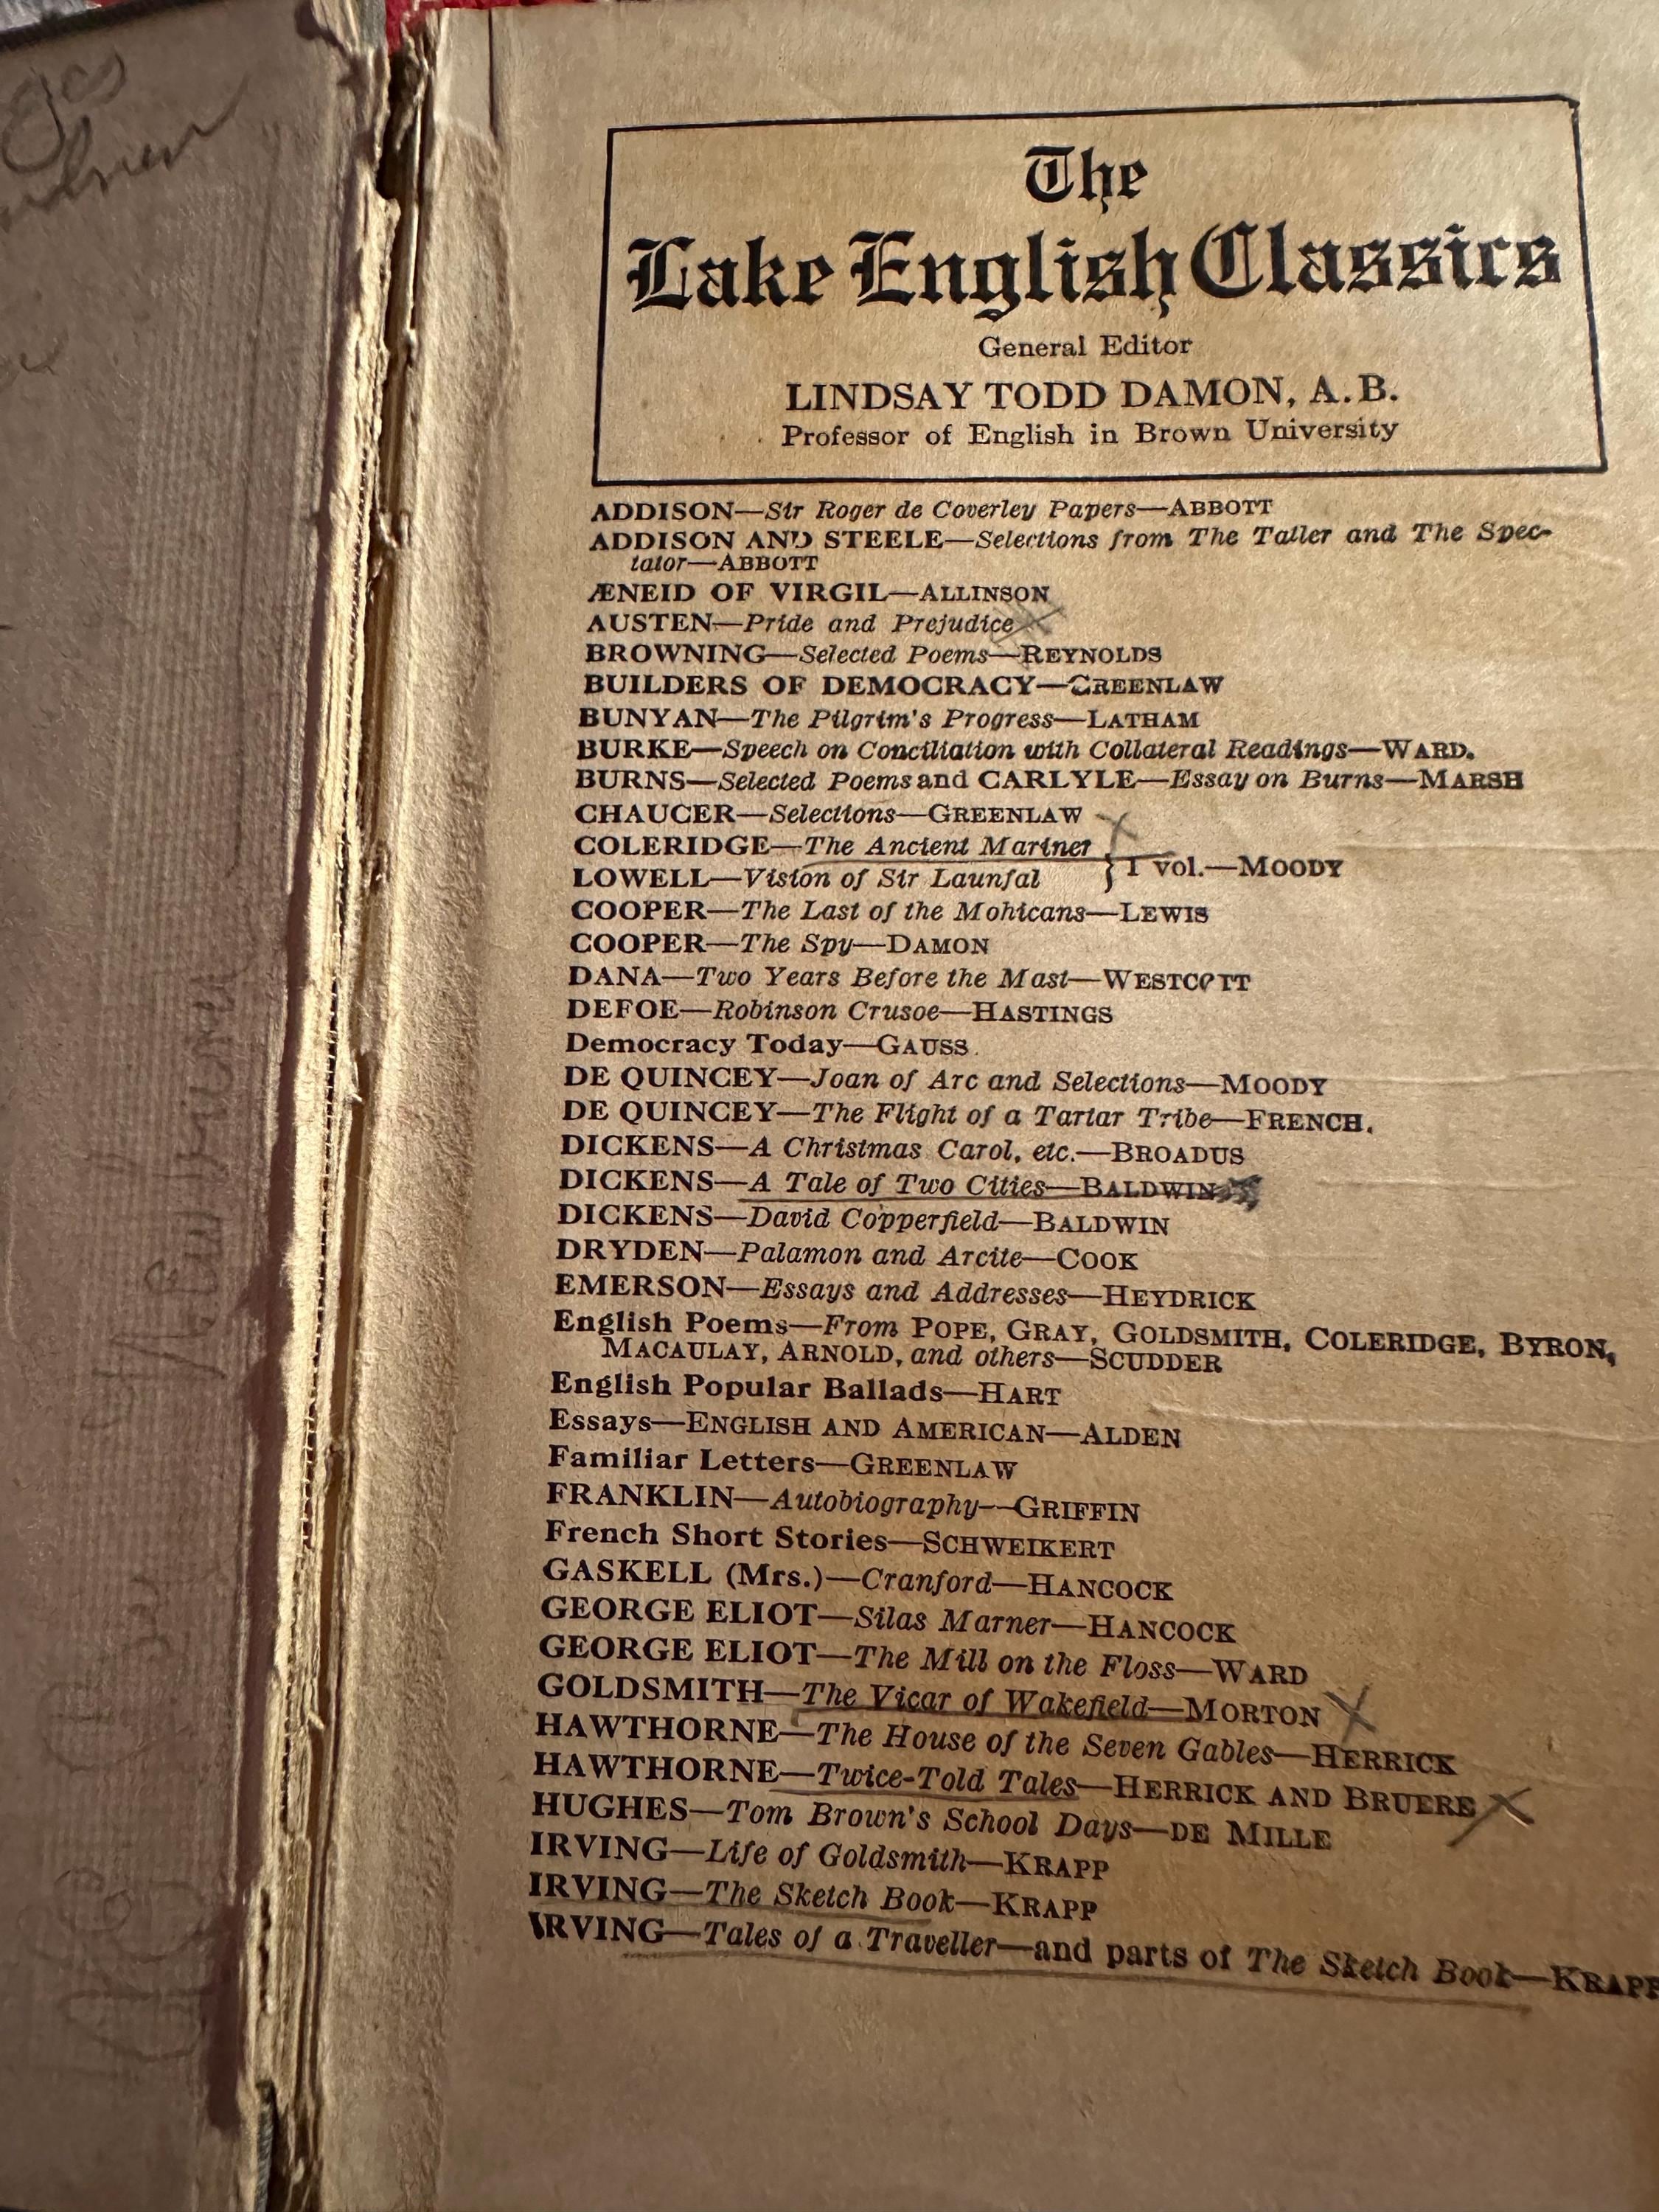 The
Lake English Classics
General Editor
LINDSAY TODD DAMON, A.B.
Professor of English in Brown University
ADDISON—Sir Roger de Coverley Papers—ABBOTT
ADDISON AND STEELE—Selections from The Tatler and The Spec-
tator—ABBOTT
ÆNEID OF VIRGIL—ALLINSON
AUSTEN—Pride and Prejudice
BROWNING—Selected Poems—REYNOLDS
BUILDERS OF DEMOCRACY—GREENLAW
BUNYAN—The Pilgrim's Progress—LATHAM
BURKE—Speech on Conciliation with Collateral Readings—WARD.
BURNS—Selected Poems and CARLYLE—Essay on Burns—MARSH
CHAUCER—Selections—GREENLAW
COLERIDGE—The Ancient Mariner
LOWELL—Vision of Sir Launfal } 1 vol.—MOODY
COOPER—The Last of the Mohicans—LEWIS
COOPER—The Spy—DAMON
DANA—Two Years Before the Mast—WESTCOTT
DEFOE—Robinson Crusoe—HASTINGS
Democracy Today—GAUSS.
DE QUINCEY—Joan of Arc and Selections—MOODY
DE QUINCEY—The Flight of a Tartar Tribe—FRENCH.
DICKENS—A Christmas Carol, etc.—BROADUS
DICKENS—A Tale of Two Cities—BALDWIN
DICKENS—David Copperfield—BALDWIN
DRYDEN—Palamon and Arcite—COOK
EMERSON—Essays and Addresses—HEYDRICK
English Poems—From POPE, GRAY, GOLDSMITH, COLERIDGE, BYRON,
MACAULAY, ARNOLD, and others—SCUDDER
English Popular Ballads—HART
Essays—ENGLISH AND AMERICAN—ALDEN
Familiar Letters—GREENLAW
FRANKLIN—Autobiography—GRIFFIN
French Short Stories—SCHWEIKERT
GASKELL (Mrs.)—Cranford—HANCOCK
GEORGE ELIOT—Silas Marner—HANCOCK
GEORGE ELIOT—The Mill on the Floss—WARD
GOLDSMITH—The Vicar of Wakefield—MORTON
HAWTHORNE—The House of the Seven Gables—HERRICK
HAWTHORNE—Twice-Told Tales—HERRICK AND BRUERE
HUGHES—Tom Brown's School Days—DE MILLE
IRVING—Life of Goldsmith—KRAPP
IRVING—The Sketch Book—KRAPP
IRVING—Tales of a Traveller—and parts of The Sketch Book—KRAPP